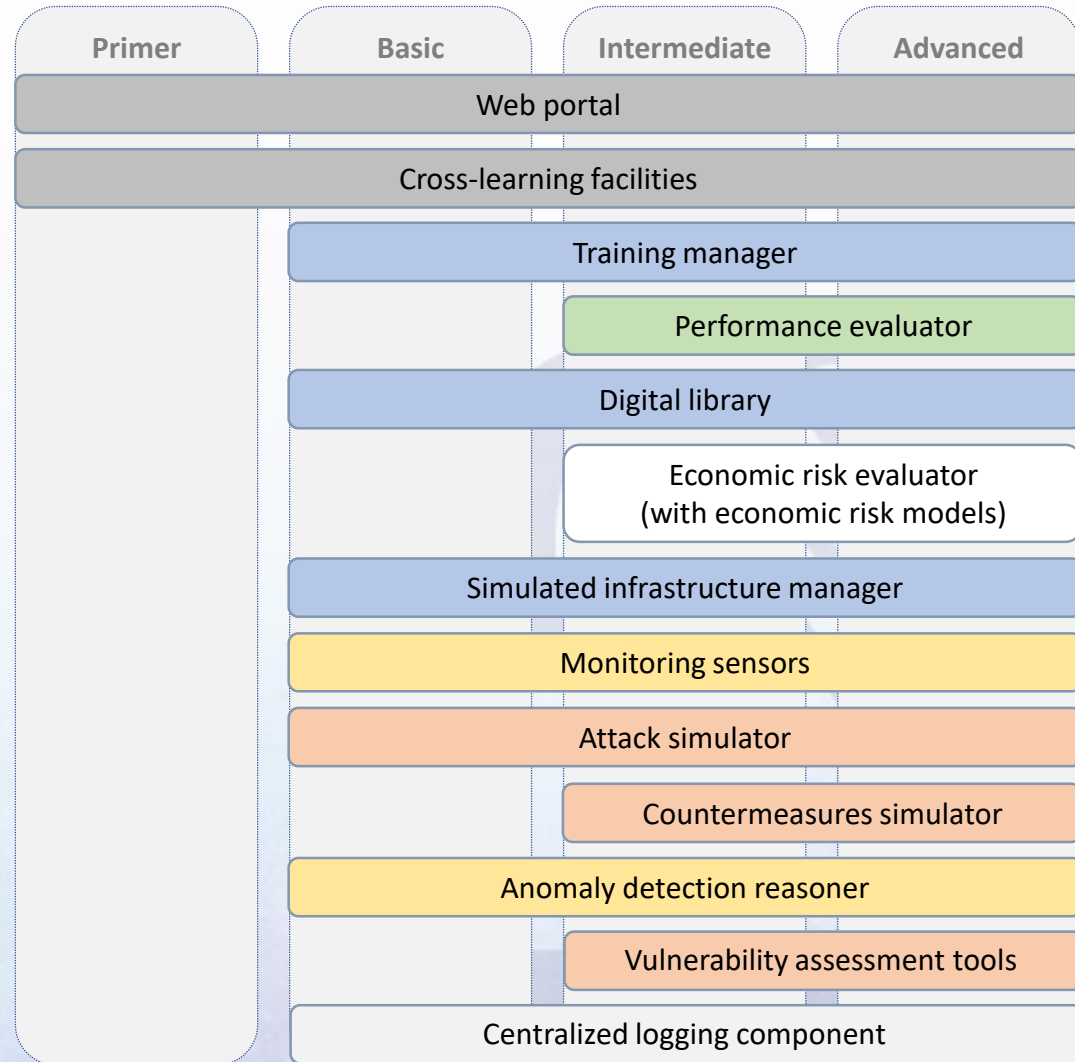 Primer
Basic
Intermediate
Advanced
Web portal
Cross-learning facilities
Training manager
Performance evaluator
Digital library
Economic risk evaluator
(with economic risk models)
Simulated infrastructure manager
Monitoring sensors
Attack simulator
Countermeasures simulator
Anomaly detection reasoner
Vulnerability assessment tools
Centralized logging component